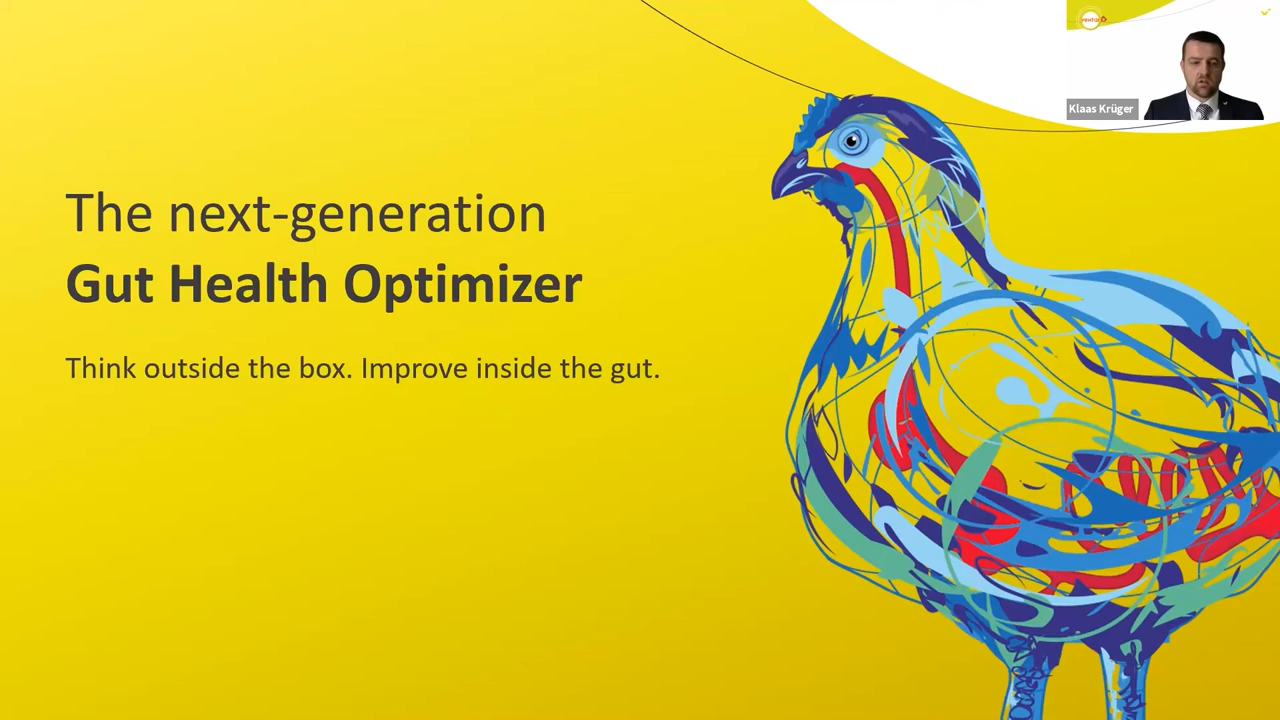 The next-generation
Gut Health Optimizer
Think outside the box. Improve inside the gut.
Klaas Krüger